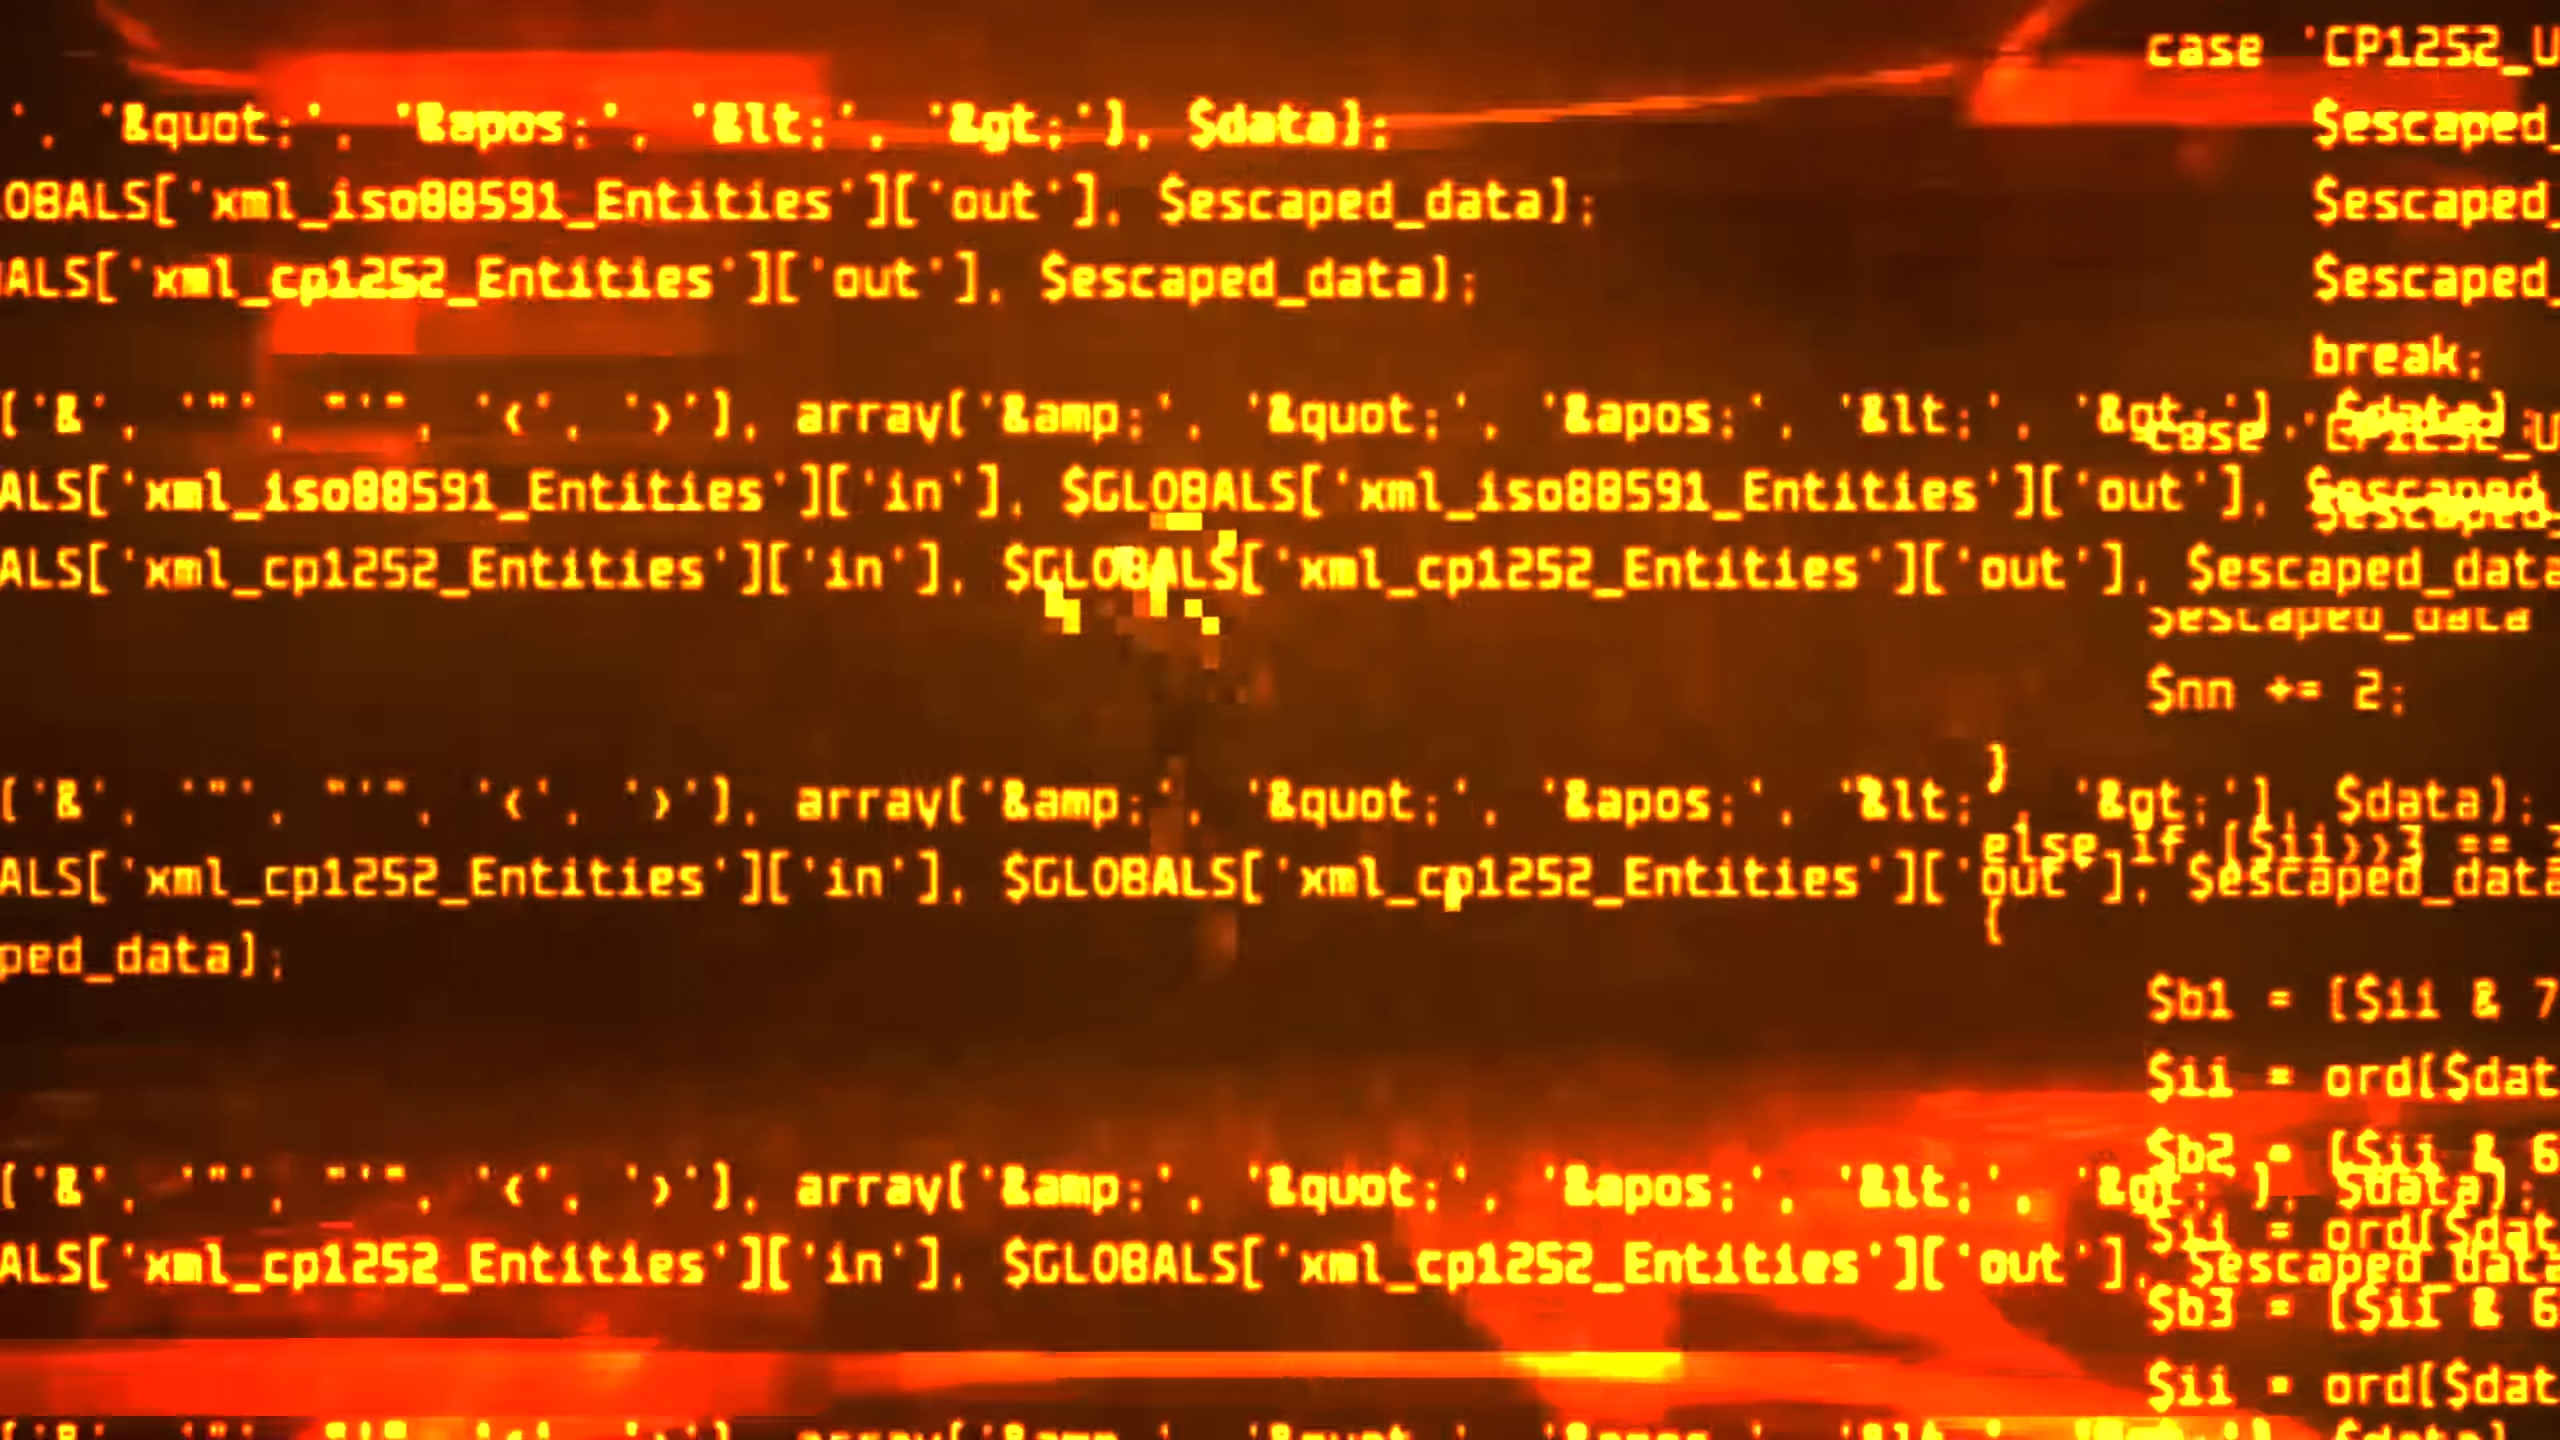 ', '&quot;', '&apos;', '&lt;', '&gt;'), $data);
LOBALS['xml_iso88591_Entities']['out'], $escaped_data);
ALS['xml_cp1252_Entities']['out'], $escaped_data);
('&', '"', "'", '<', '>'), array('&amp;', '&quot;', '&apos;', '&lt;', '&gt;'), $data);
ALS['xml_iso88591_Entities']['in'], $GLOBALS['xml_iso88591_Entities']['out'], $escaped
ALS['xml_cp1252_Entities']['in'], $GLOBALS['xml_cp1252_Entities']['out'], $escaped_data
('&', '"', "'", '<', '>'), array('&amp;', '&quot;', '&apos;', '&lt;', '&gt;'), $data);
ALS['xml_cp1252_Entities']['in'], $GLOBALS['xml_cp1252_Entities']['out'], $escaped_data
ped_data);
('&', '"', "'", '<', '>'), array('&amp;', '&quot;', '&apos;', '&lt;', '&gt;'), $data);
ALS['xml_cp1252_Entities']['in'], $GLOBALS['xml_cp1252_Entities']['out'], $escaped_data
case 'CP1252_U
$escaped_
$escaped_
$escaped_
break;
case 'CP1252_U
$escaped_
$escaped_data
$nn += 2;
}
else if ($ii>>3 ==
{
$b1 = ($ii & 7
$ii = ord($dat
$b2 = ($ii & 6
$ii = ord($dat
$b3 = ($ii & 6
$ii = ord($dat